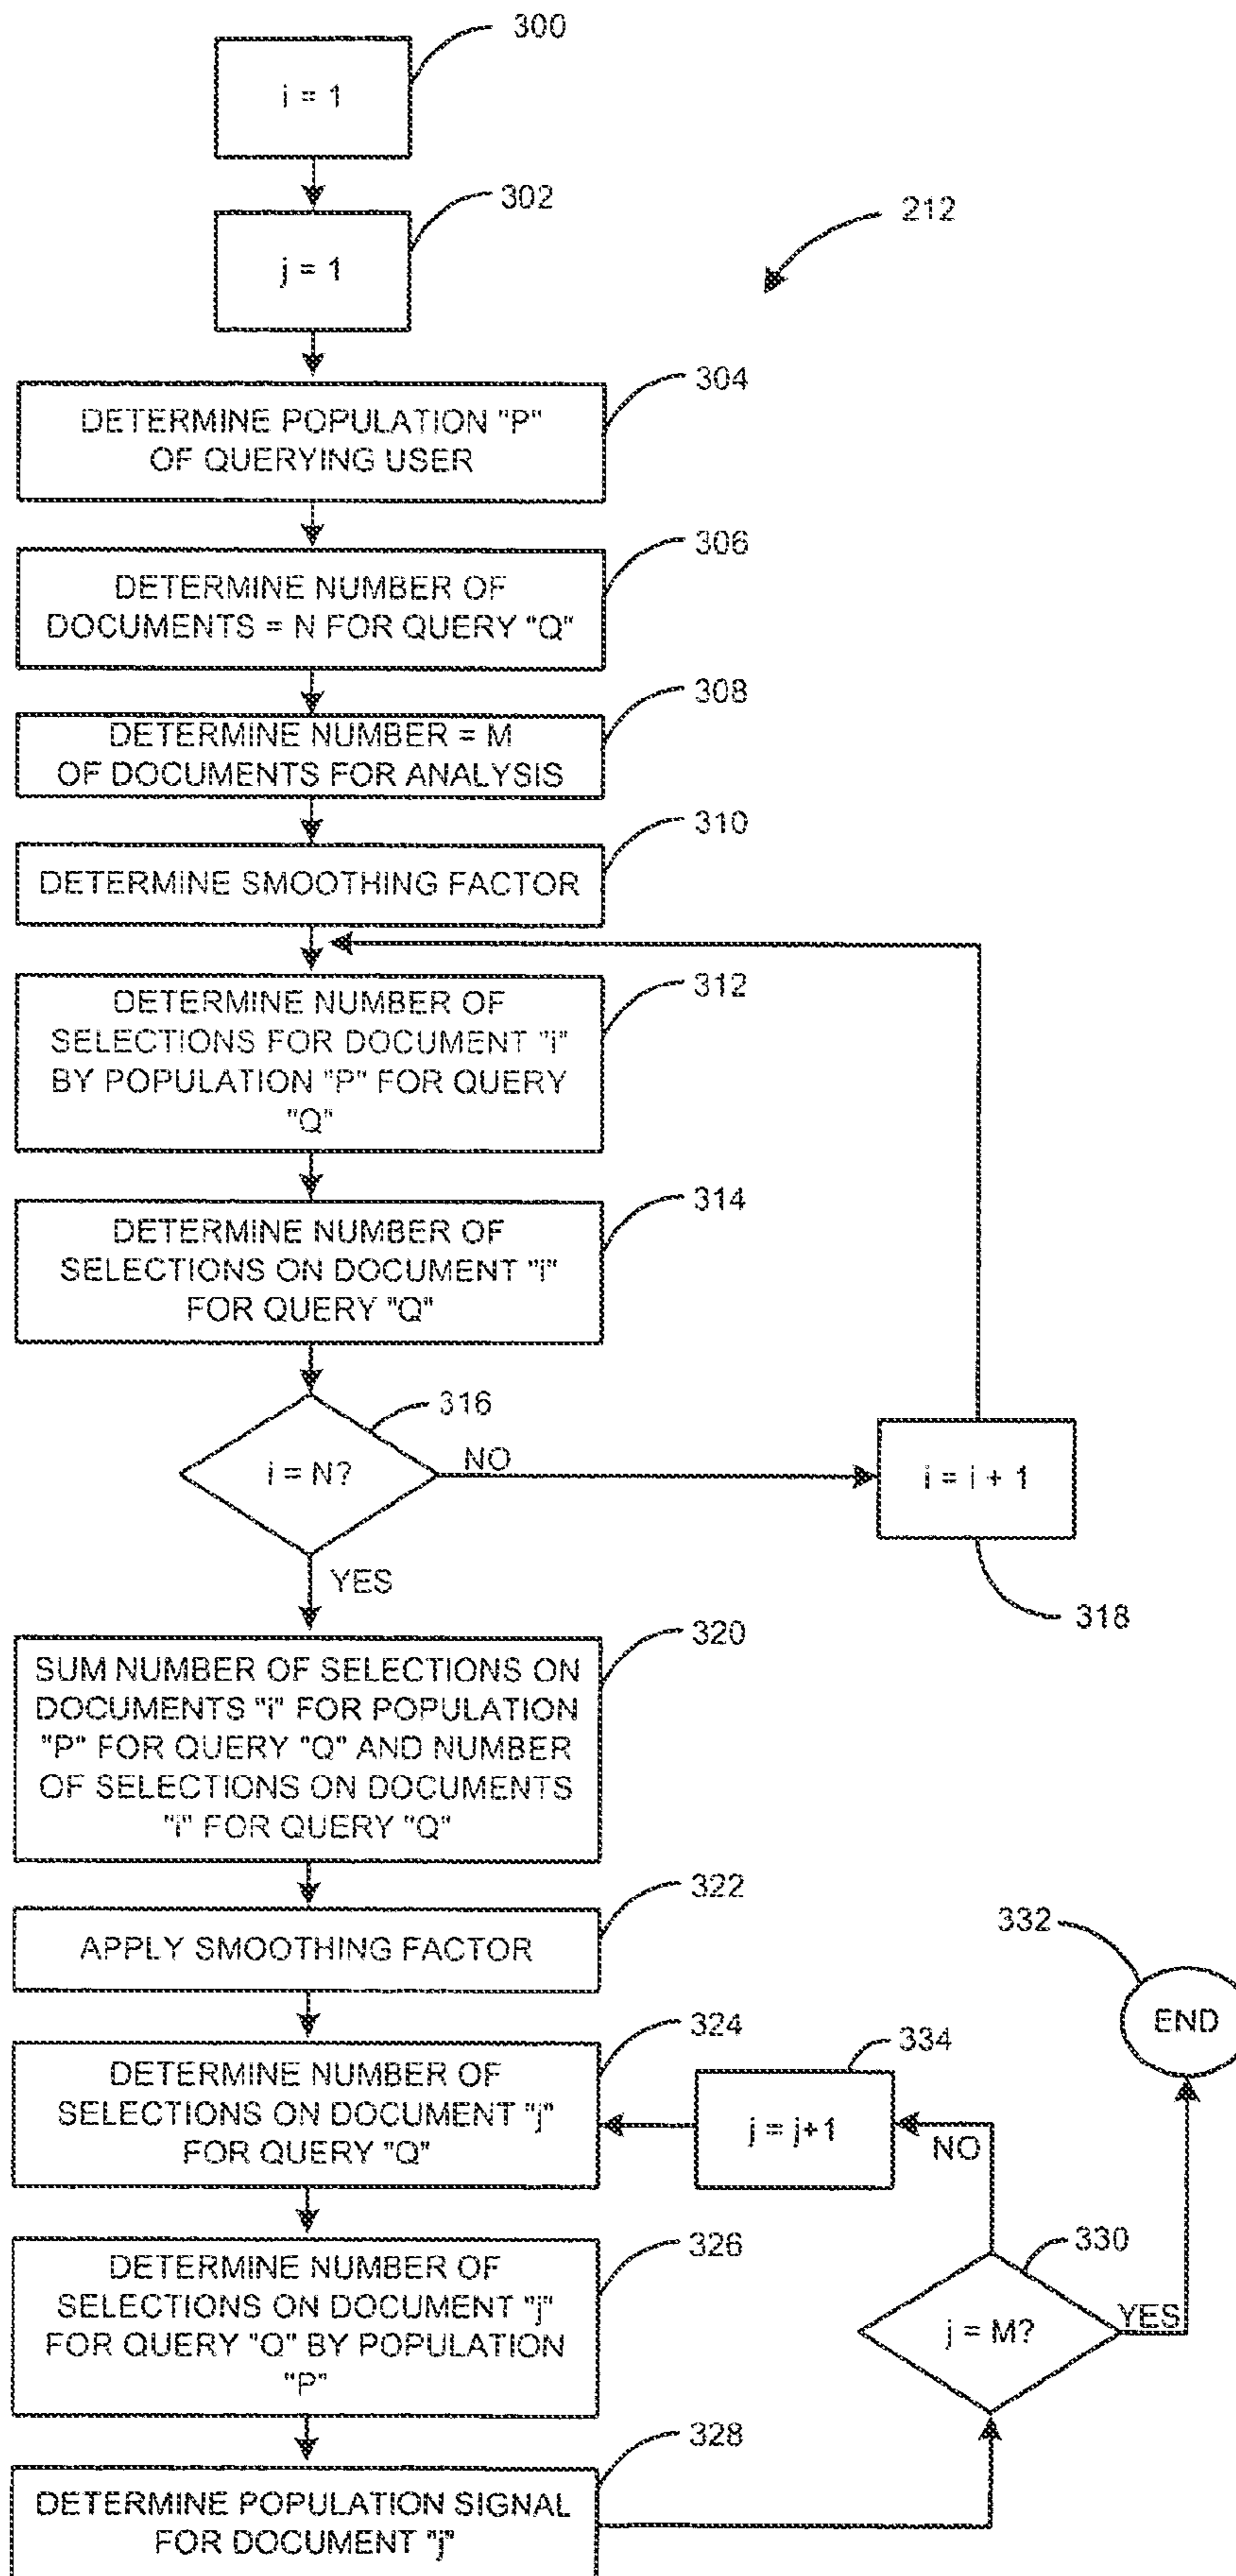 300
i = 1
302
j = 1
212
304
DETERMINE POPULATION "P"
OF QUERYING USER
306
DETERMINE NUMBER OF
DOCUMENTS = N FOR QUERY "Q"
308
DETERMINE NUMBER = M
OF DOCUMENTS FOR ANALYSIS
310
DETERMINE SMOOTHING FACTOR
312
DETERMINE NUMBER OF
SELECTIONS FOR DOCUMENT "i"
BY POPULATION "P" FOR QUERY
"Q"
314
DETERMINE NUMBER OF
SELECTIONS ON DOCUMENT "i"
FOR QUERY "Q"
316
i = N?
NO
i = i + 1
318
YES
320
SUM NUMBER OF SELECTIONS ON
DOCUMENTS "i" FOR POPULATION
"P" FOR QUERY "Q" AND NUMBER
OF SELECTIONS ON DOCUMENTS
"i" FOR QUERY "Q"
322
APPLY SMOOTHING FACTOR
332
END
324
DETERMINE NUMBER OF
SELECTIONS ON DOCUMENT "j"
FOR QUERY "Q"
334
j = j+1
NO
326
DETERMINE NUMBER OF
SELECTIONS ON DOCUMENT "j"
FOR QUERY "Q" BY POPULATION
"P"
330
j = M?
YES
328
DETERMINE POPULATION SIGNAL
FOR DOCUMENT "j"